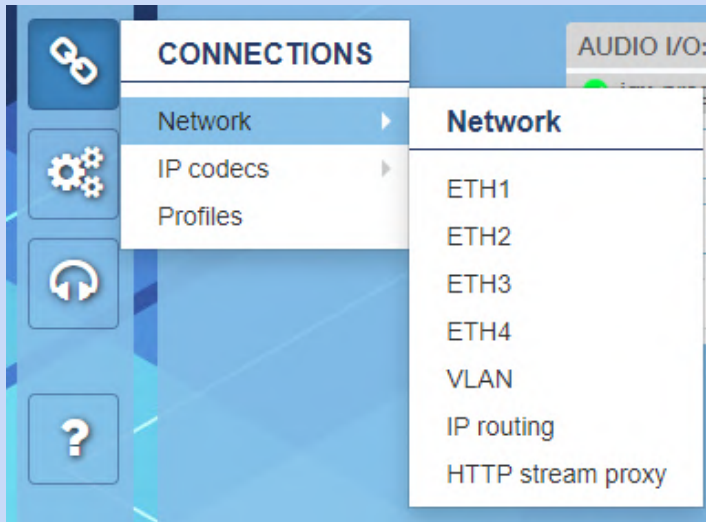 CONNECTIONS
AUDIO I/O:
Network
IP codecs
Profiles
Network
ETH1
ETH2
ETH3
ETH4
VLAN
IP routing
HTTP stream proxy
?